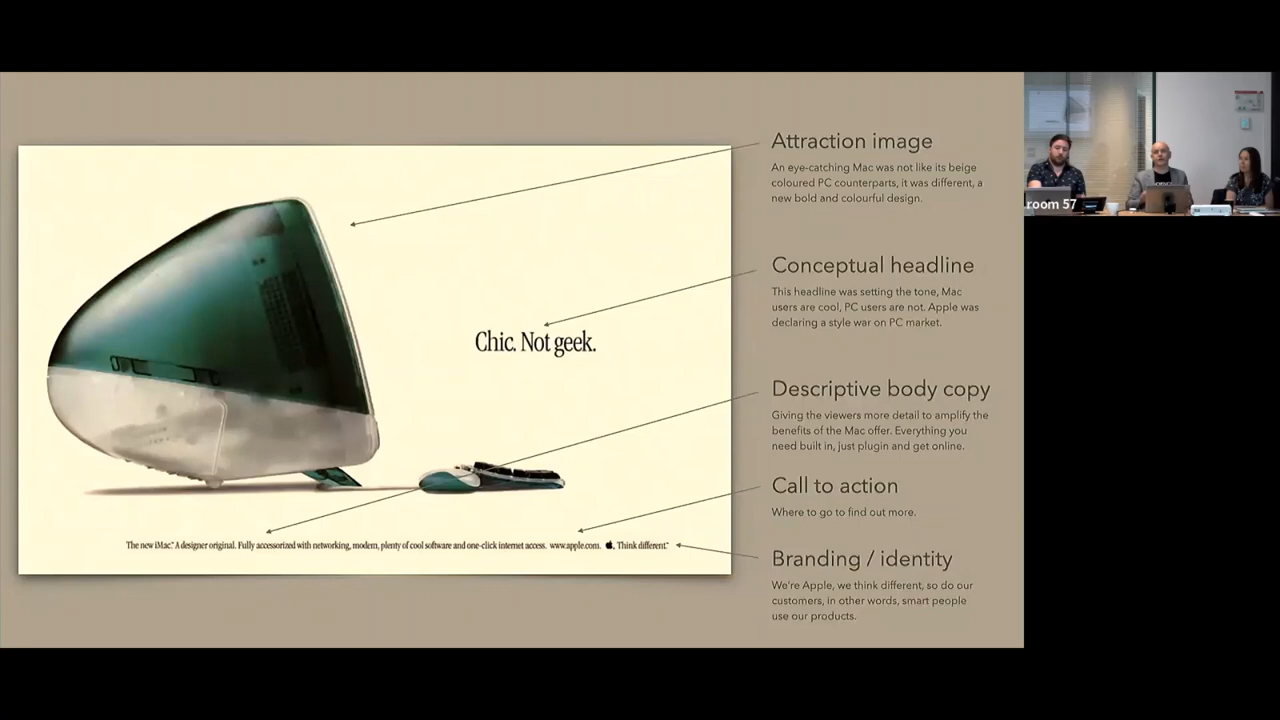 Attraction image
An eye-catching Mac was not like its beige
coloured PC counterparts, it was different, a
new bold and colourful design.
Conceptual headline
This headline was setting the tone, Mac
users are cool, PC users are not. Apple was
declaring a style war on PC market.
Chic. Not geek.
Descriptive body copy
Giving the viewers more detail to amplify the
benefits of the Mac offer. Everything you
need built in, just plugin and get online.
Call to action
Where to go to find out more.
The new iMac.™ A designer original. Fully accessorized with networking, modem, plenty of cool software and one-click internet access. www.apple.com. Think different.™
Branding / identity
We're Apple, we think different, so do our
customers, in other words, smart people
use our products.
room 57